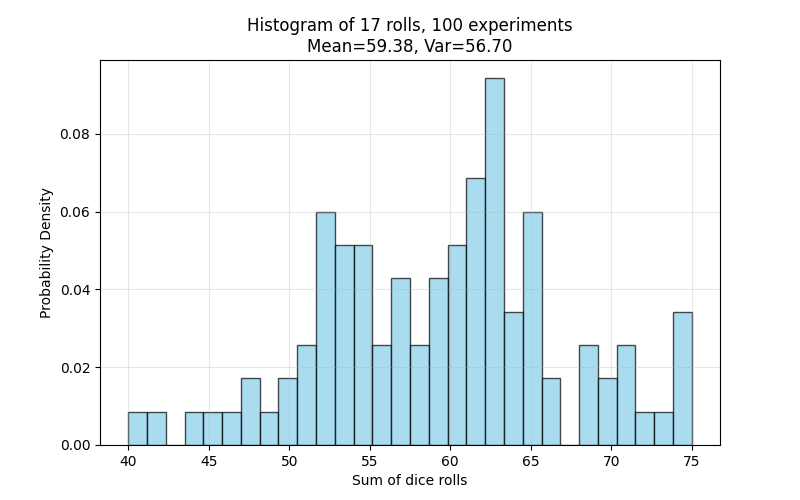 Histogram of 17 rolls, 100 experiments
Mean=59.38, Var=56.70
Probability Density
0.08
0.06
0.04
0.02
0.00
40 45 50 55 60 65 70 75
Sum of dice rolls